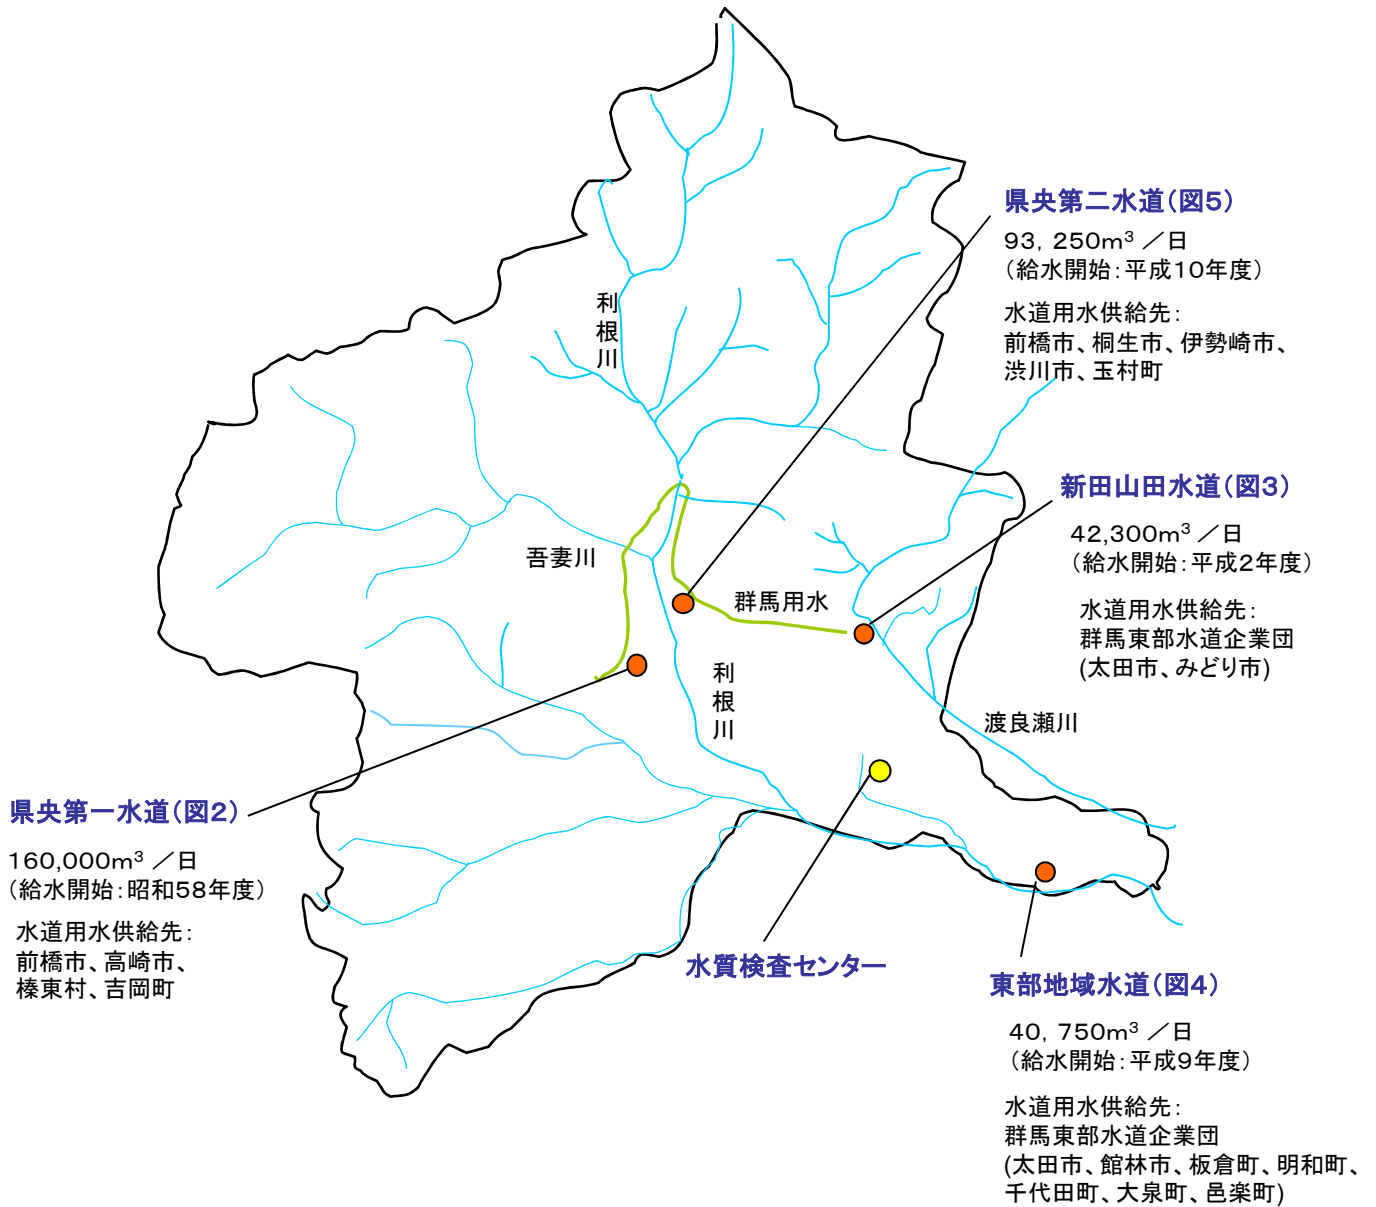 県央第二水道(図5)
93, 250m³ ／日
(給水開始:平成10年度)
水道用水供給先:
前橋市、桐生市、伊勢崎市、
渋川市、玉村町
利根川
新田山田水道(図3)
42,300m³ ／日
(給水開始:平成2年度)
水道用水供給先:
群馬東部水道企業団
(太田市、みどり市)
吾妻川
群馬用水
利根川
渡良瀬川
県央第一水道(図2)
160,000m³ ／日
(給水開始:昭和58年度)
水道用水供給先:
前橋市、高崎市、
榛東村、吉岡町
水質検査センター
東部地域水道(図4)
40, 750m³ ／日
(給水開始:平成9年度)
水道用水供給先:
群馬東部水道企業団
(太田市、館林市、板倉町、明和町、
千代田町、大泉町、邑楽町)